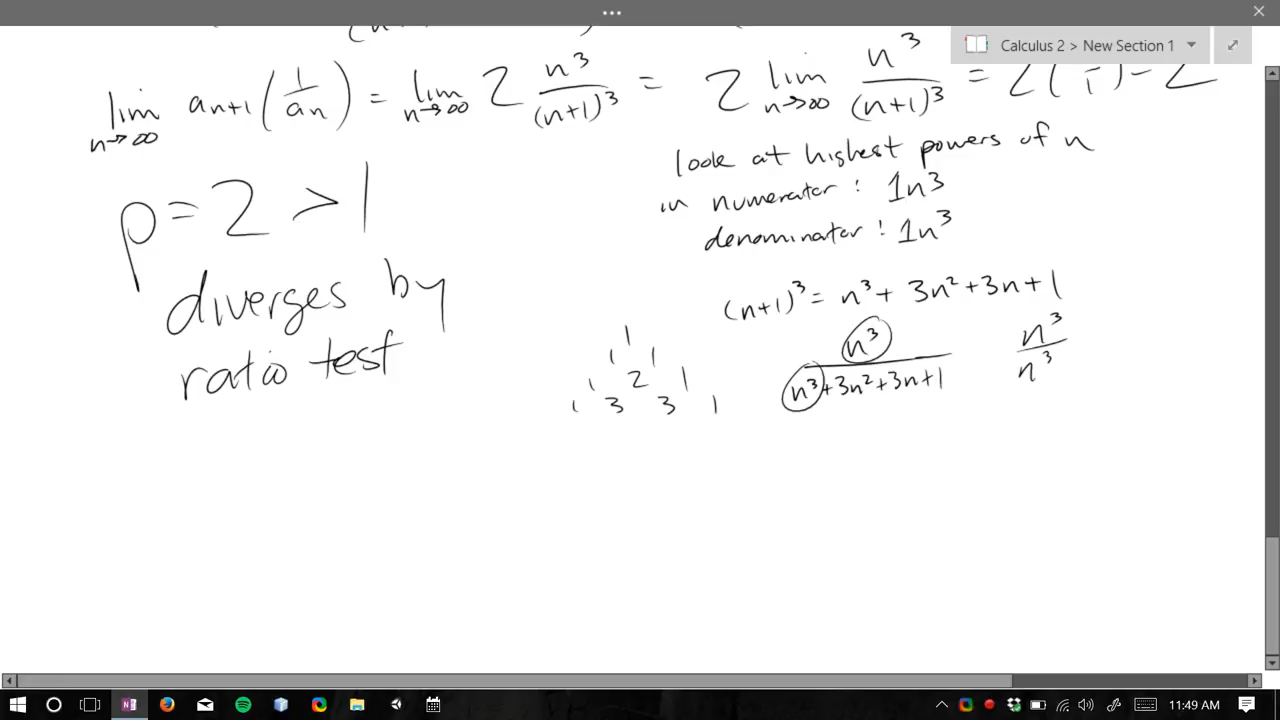 Calculus 2 > New Section 1
lim n→∞ an+1 (1/an) = lim n→∞ 2 n³/(n+1)³ = 2 lim n→∞ n³/(n+1)³ = 2( 1 ) = 2
look at highest powers of n
in numerator : 1n³
denominator : 1n³
ρ = 2 > 1
diverges by
ratio test
(n+1)³ = n³ + 3n² + 3n + 1
n³/(n³+3n²+3n+1) n³/n³
1
1 1
1 2 1
1 3 3 1
11:49 AM